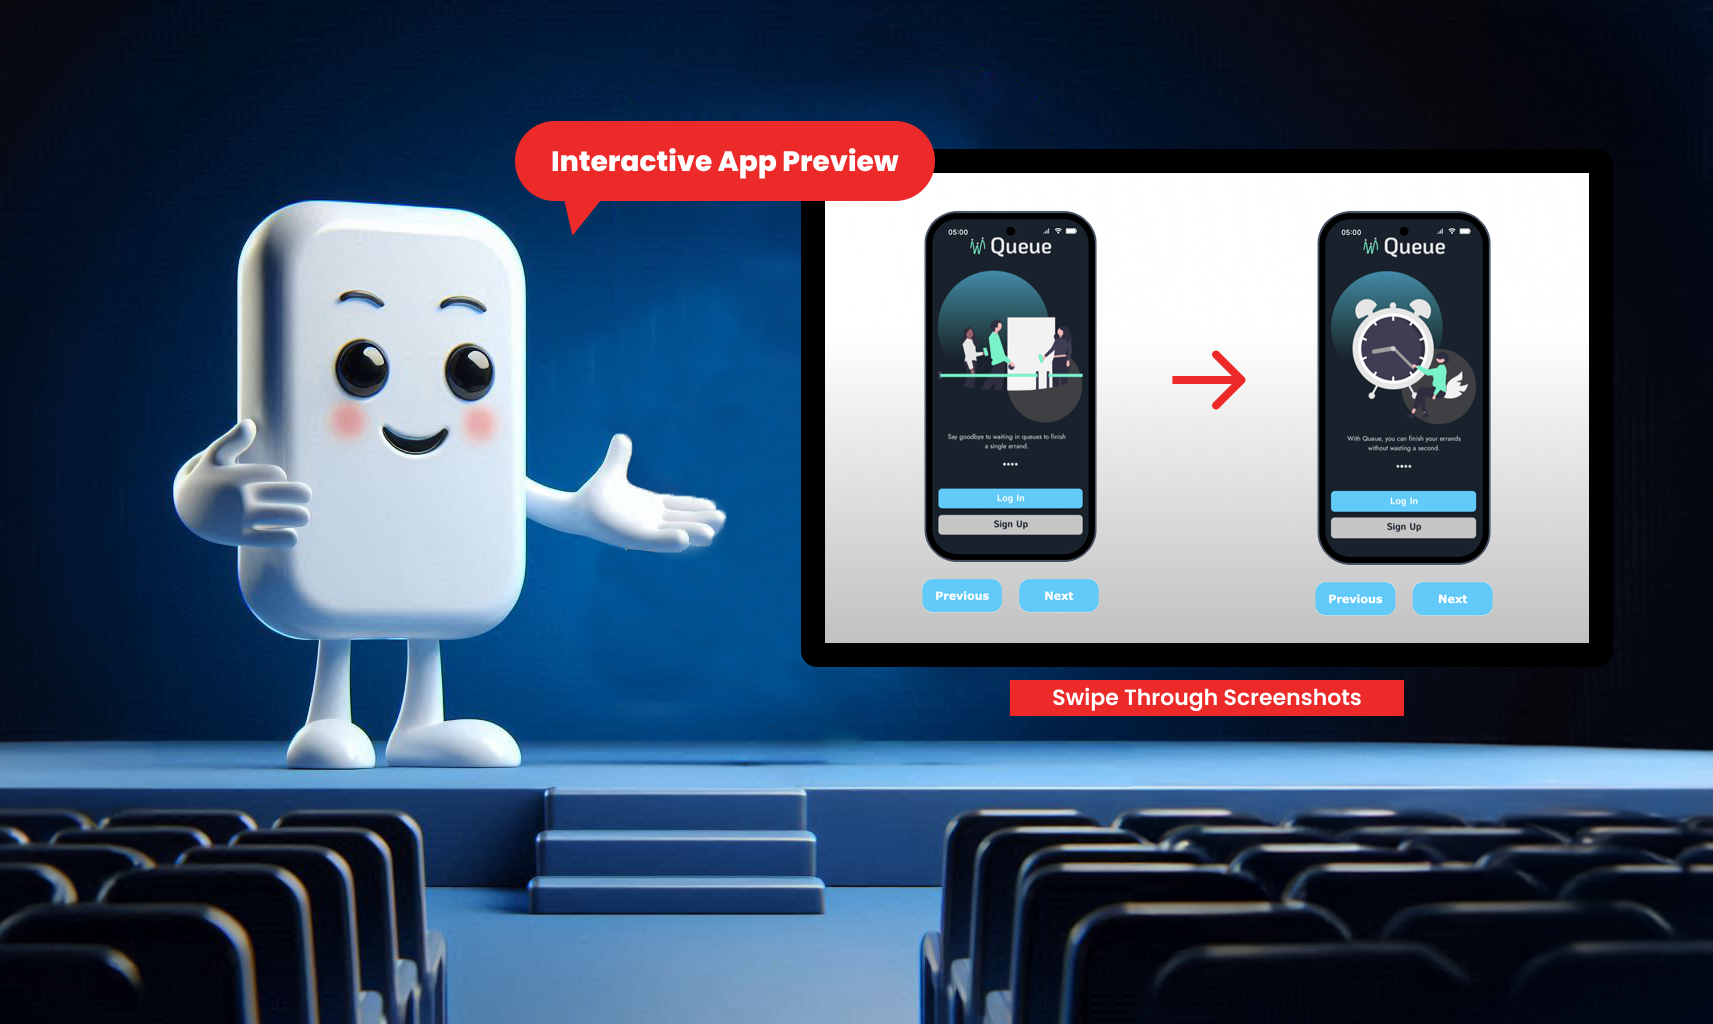 Interactive App Preview
05:00
Queue
Say goodbye to waiting in queues to finish
a single errand.
Log In
Sign Up
Previous
Next
05:00
Queue
With Queue, you can finish your errands
without wasting a second.
Log In
Sign Up
Previous
Next
Swipe Through Screenshots